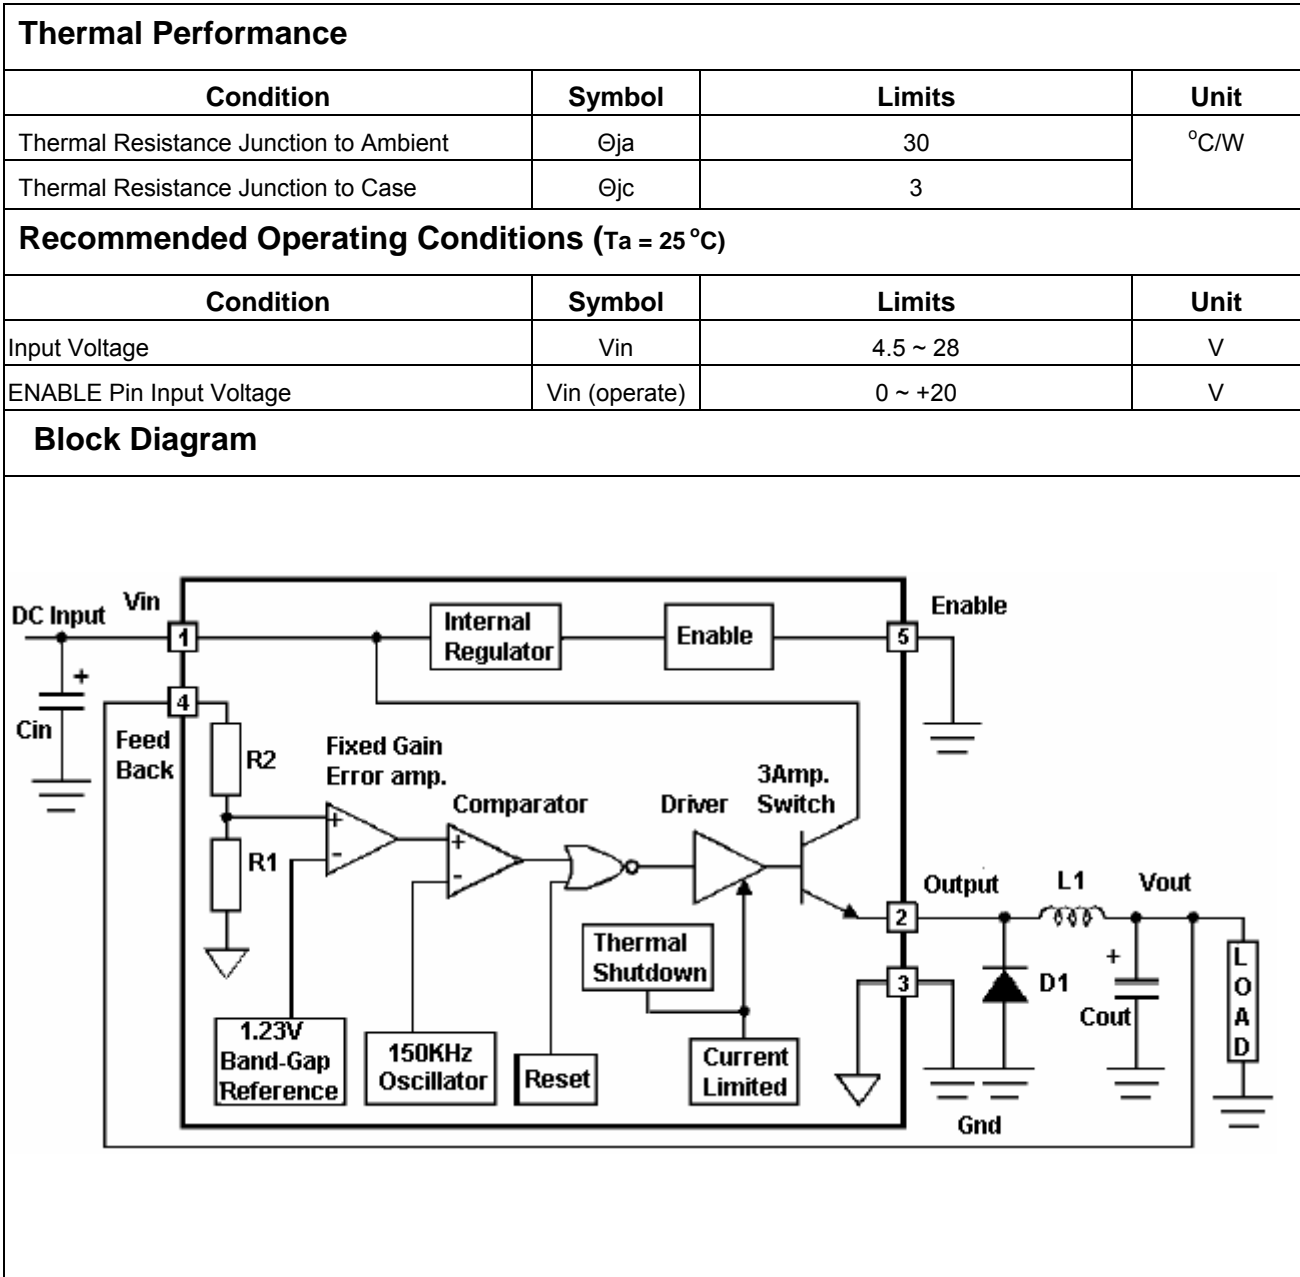 Thermal Performance
Condition Symbol Limits Unit
Thermal Resistance Junction to Ambient Θja 30 °C/W
Thermal Resistance Junction to Case Θjc 3
Recommended Operating Conditions (Ta = 25 °C)
Condition Symbol Limits Unit
Input Voltage Vin 4.5 ~ 28 V
ENABLE Pin Input Voltage Vin (operate) 0 ~ +20 V
Block Diagram
DC Input Vin
1
Internal
Regulator
Enable
5
Enable
+
Cin
4
Feed
Back
R2
R1
Fixed Gain
Error amp.
+
-
Comparator
+
-
Driver
3Amp.
Switch
Output
2
L1
Vout
Thermal
Shutdown
3
D1
+
Cout
LOAD
1.23V
Band-Gap
Reference
150KHz
Oscillator
Reset
Current
Limited
Gnd